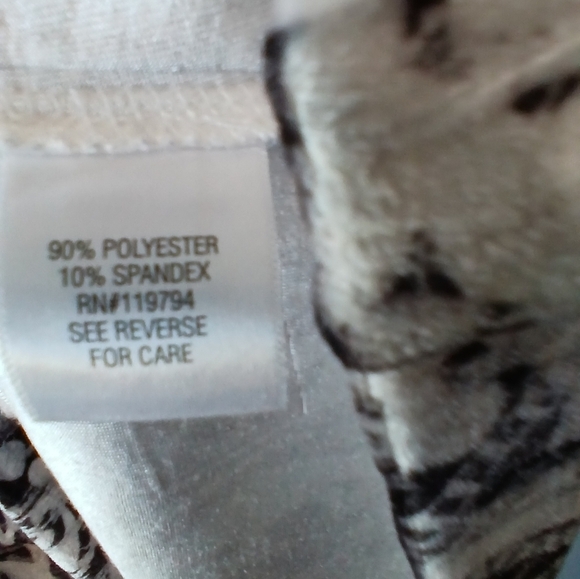 90% POLYESTER
10% SPANDEX
RN#119794
SEE REVERSE
FOR CARE